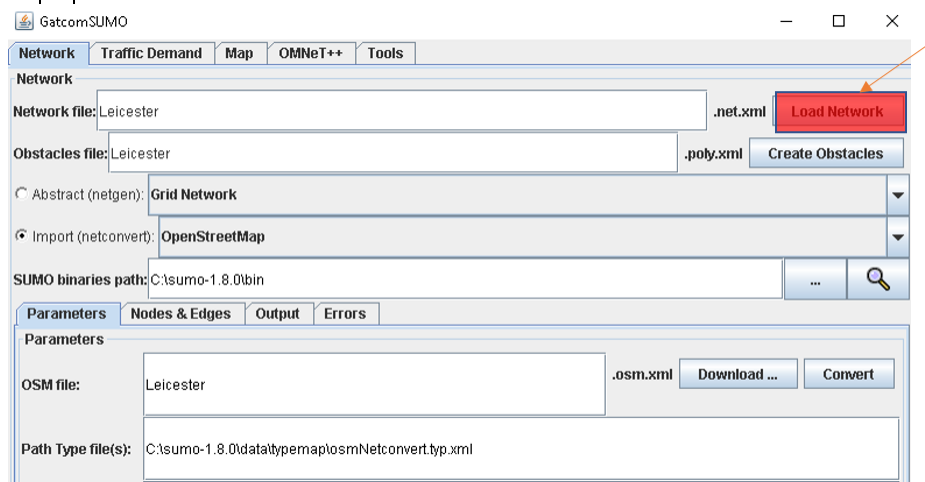 GatcomSUMO
Network Traffic Demand Map OMNeT++ Tools
Network
Network file: Leicester .net.xml Load Network
Obstacles file: Leicester .poly.xml Create Obstacles
Abstract (netgen): Grid Network
Import (netconvert): OpenStreetMap
SUMO binaries path: C:\sumo-1.8.0\bin ...
Parameters Nodes & Edges Output Errors
Parameters
OSM file: Leicester .osm.xml Download ... Convert
Path Type file(s): C:\sumo-1.8.0\data\typemap\osmNetconvert.typ.xml